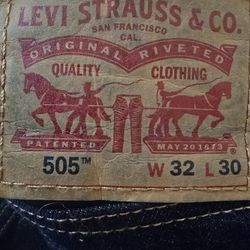 LEVI STRAUSS & CO.
SAN FRANCISCO
CAL.
ORIGINAL RIVETED
QUALITY CLOTHING
PATENTED MAY 20 1873
505™ W 32 L 30